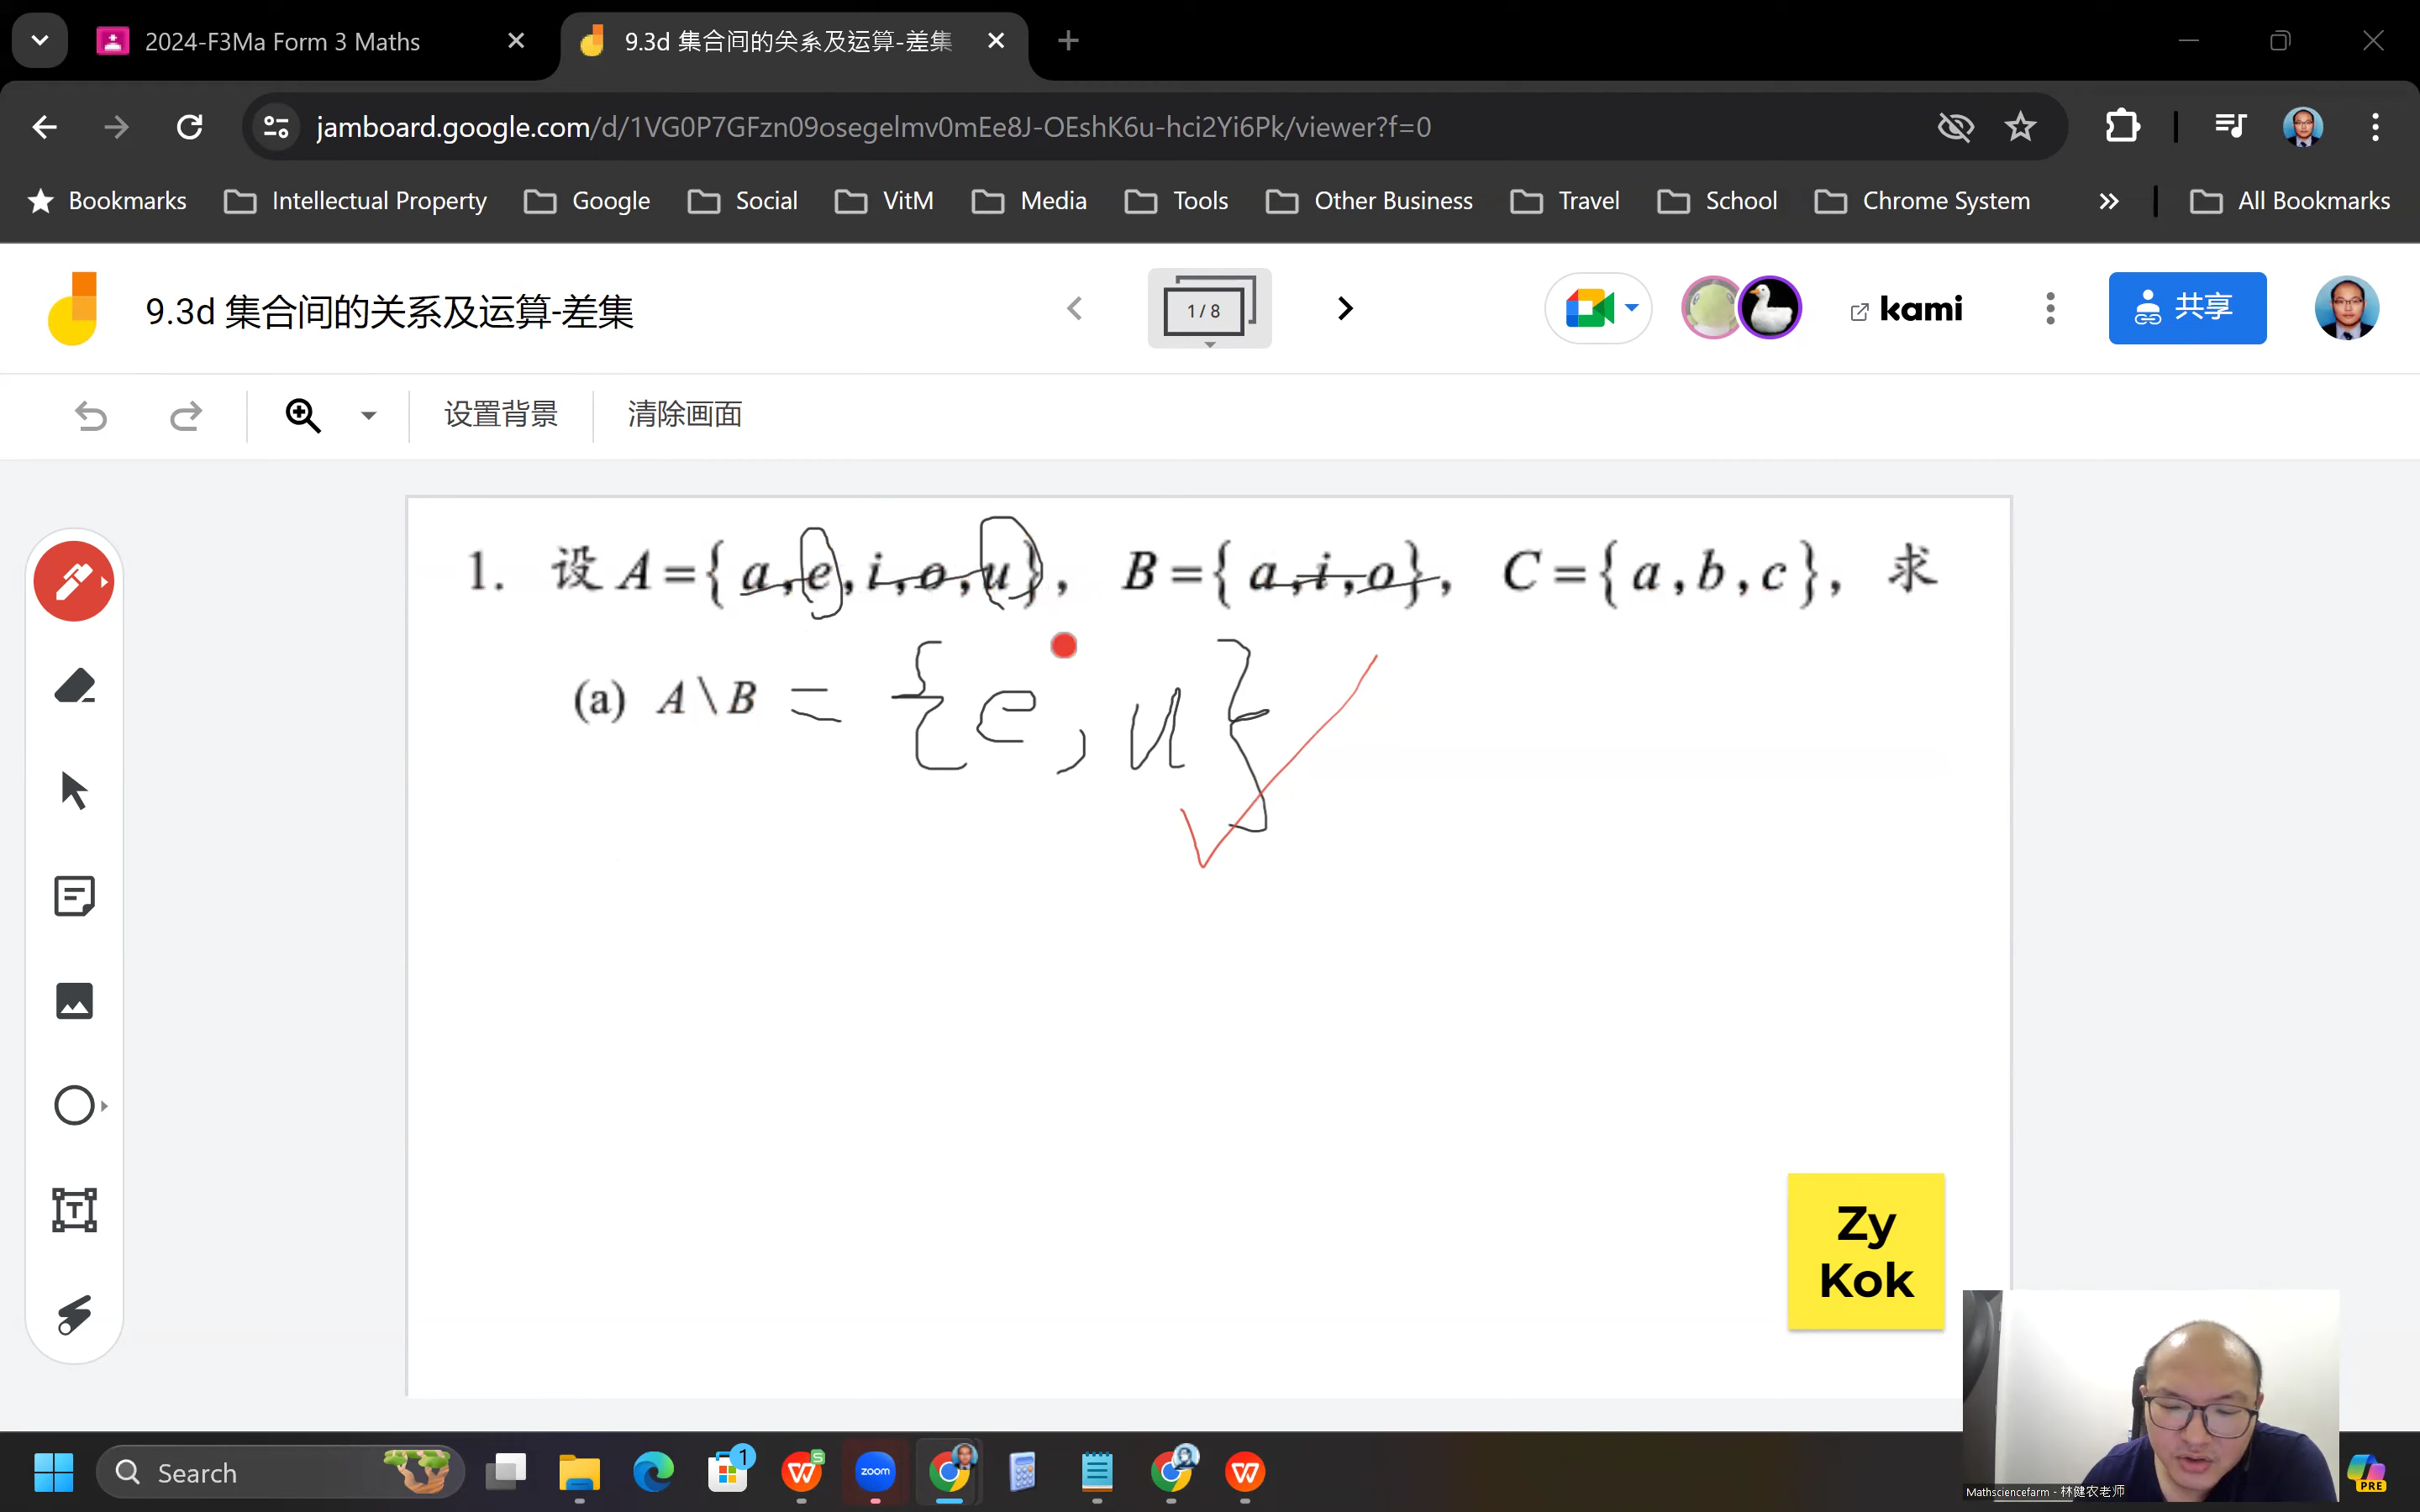 2024-F3Ma Form 3 Maths
9.3d 集合间的关系及运算-差集
jamboard.google.com/d/1VG0P7GFzn09osegelmv0mEe8J-OEshK6u-hci2Yi6Pk/viewer?f=0
Bookmarks Intellectual Property Google Social VitM Media Tools Other Business Travel School Chrome System » All Bookmarks
9.3d 集合间的关系及运算-差集 1 / 8 kami 共享
设置背景 清除画面
1. 设 A={a,e,i,o,u}, B={a,i,o}, C={a,b,c}, 求
(a) A\B = {e, u}
Zy
Kok
Mathsciencefarm - 林健农老师
Search 1 S zoom PRE